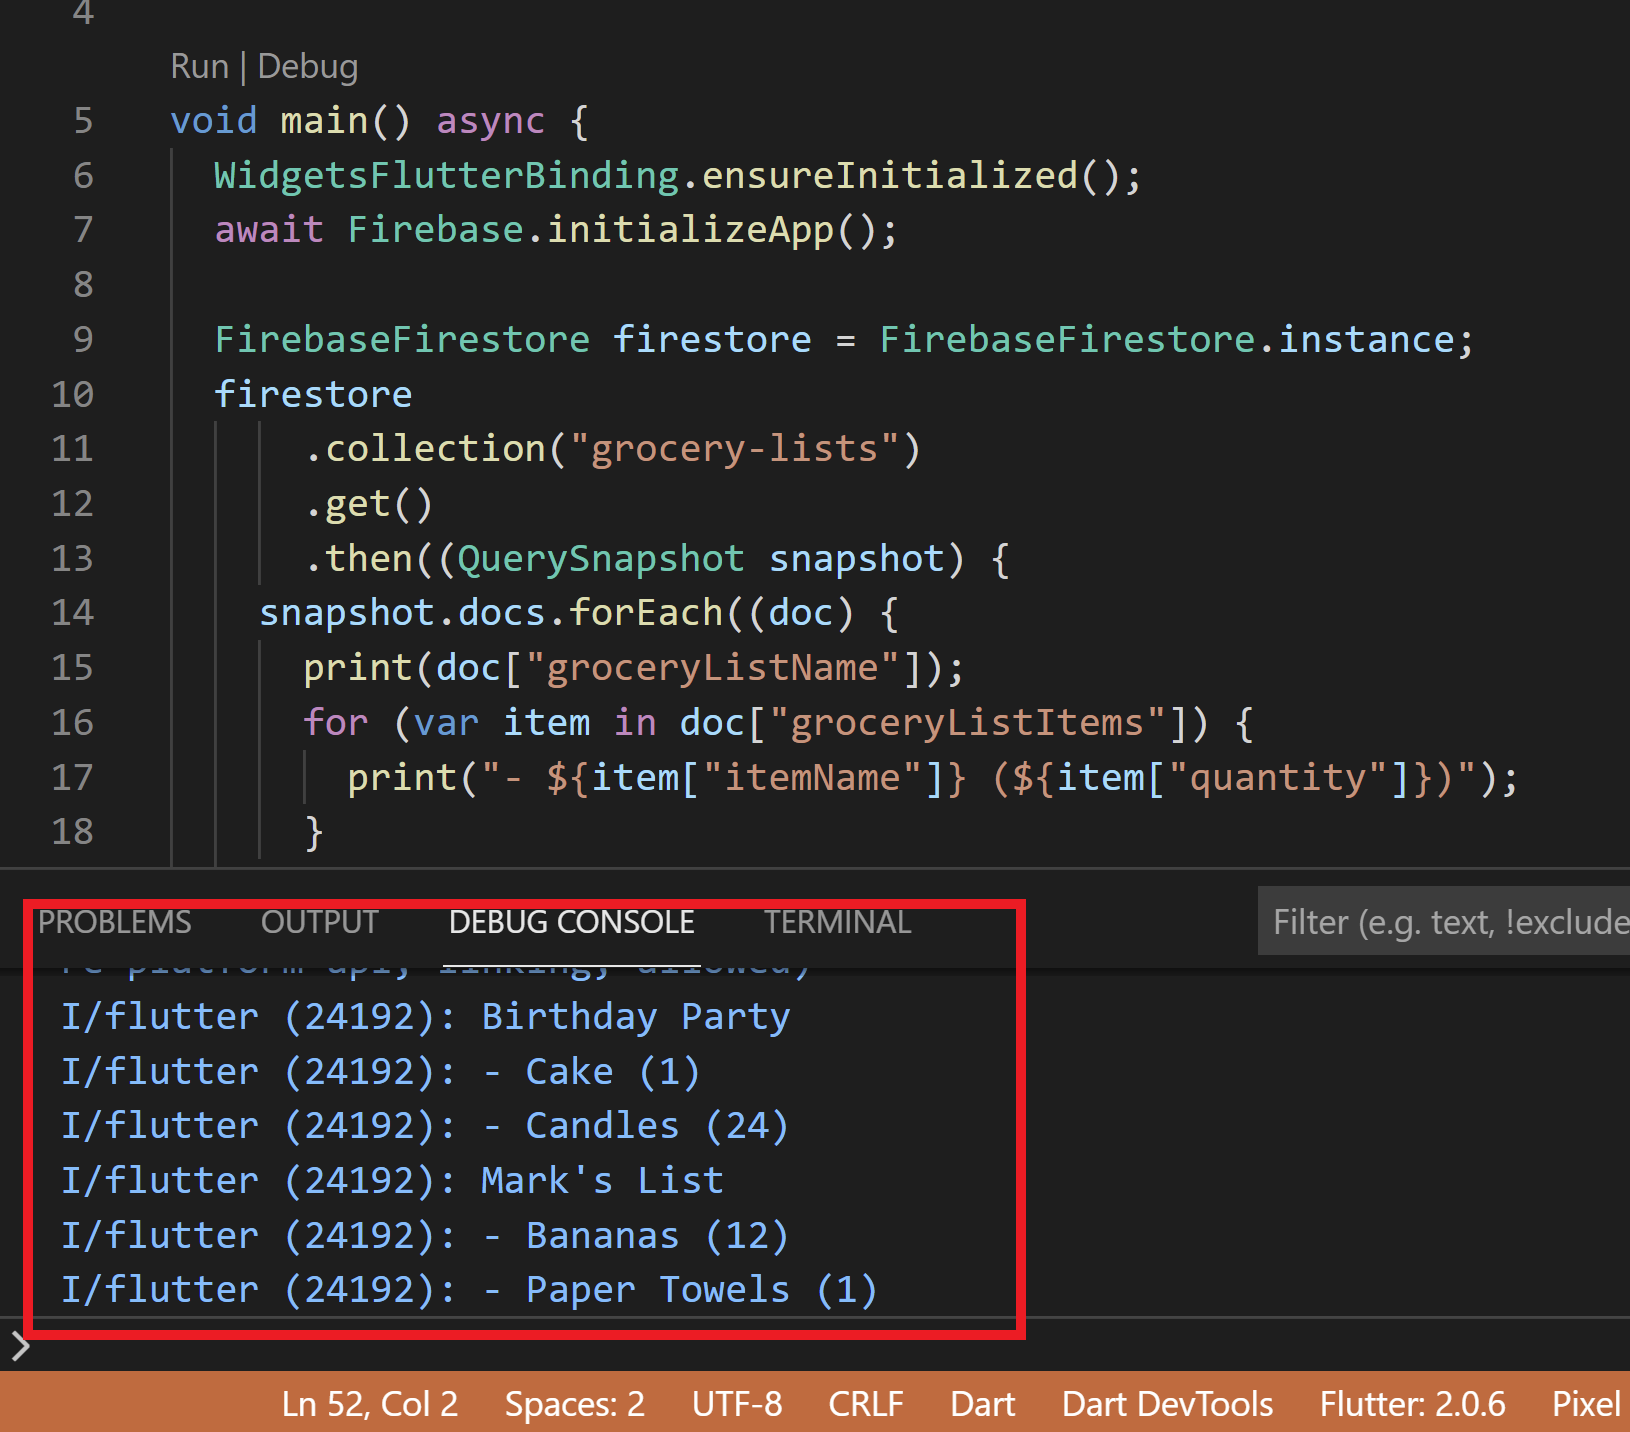 4
Run | Debug
5 void main() async {
6 WidgetsFlutterBinding.ensureInitialized();
7 await Firebase.initializeApp();
8
9 FirebaseFirestore firestore = FirebaseFirestore.instance;
10 firestore
11 .collection("grocery-lists")
12 .get()
13 .then((QuerySnapshot snapshot) {
14 snapshot.docs.forEach((doc) {
15 print(doc["groceryListName"]);
16 for (var item in doc["groceryListItems"]) {
17 print("- ${item["itemName"]} (${item["quantity"]})");
18 }
PROBLEMS OUTPUT DEBUG CONSOLE TERMINAL Filter (e.g. text, !exclude
platform api, linking, allowed)
I/flutter (24192): Birthday Party
I/flutter (24192): - Cake (1)
I/flutter (24192): - Candles (24)
I/flutter (24192): Mark's List
I/flutter (24192): - Bananas (12)
I/flutter (24192): - Paper Towels (1)
Ln 52, Col 2 Spaces: 2 UTF-8 CRLF Dart Dart DevTools Flutter: 2.0.6 Pixel